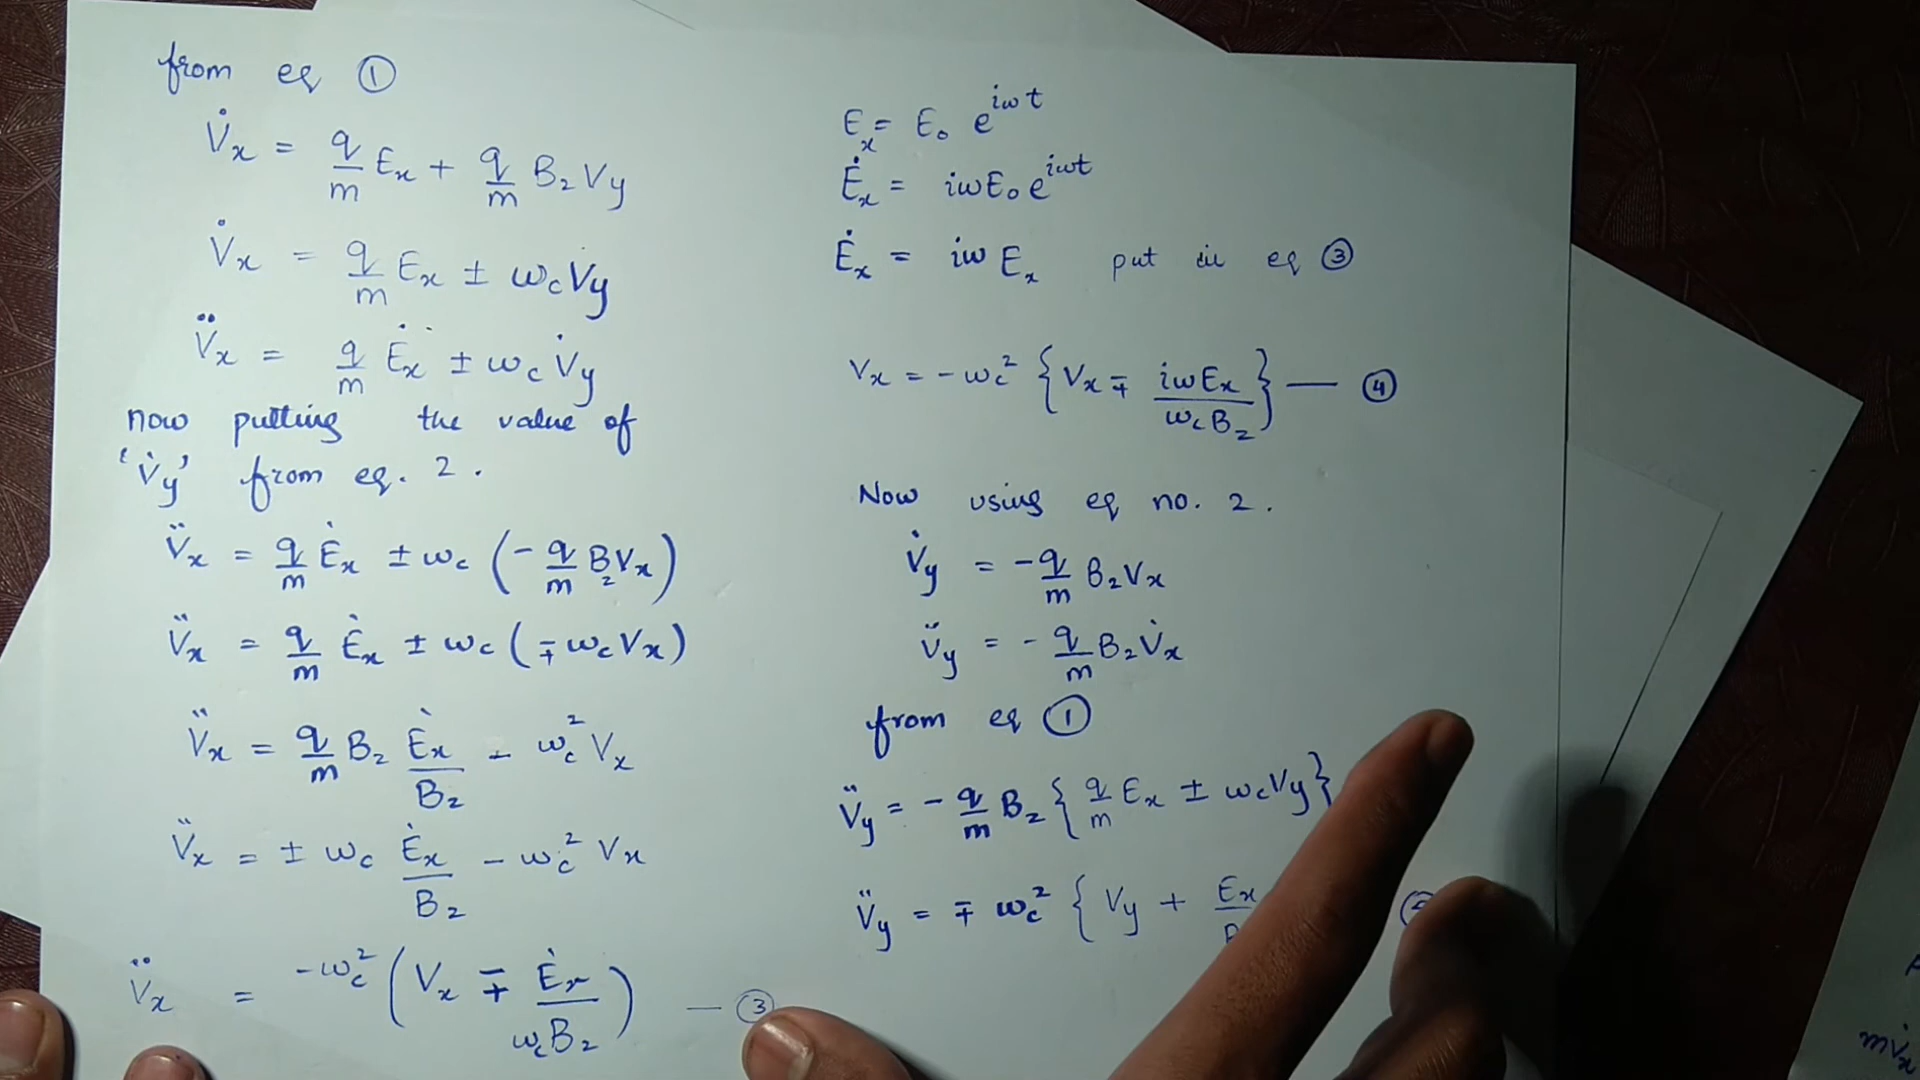 from eq ①
V̇x = q/m Ex + q/m Bz Vy
V̇x = q/m Ex ± ωc Vy
V̈x = q/m Ėx ± ωc V̇y
now putting the value of
'V̇y' from eq. 2.
V̈x = q/m Ėx ± ωc (- q/m Bz Vx)
V̈x = q/m Ėx ± ωc (∓ ωc Vx)
V̈x = q/m Bz Ėx/Bz - ωc² Vx
V̈x = ± ωc Ėx/Bz - ωc² Vx
V̈x = -ωc² (Vx ∓ Ėx/ωcBz) — ③
Ex = E₀ e^iωt
Ėx = iωE₀ e^iωt
Ėx = iω Ex put in eq ③
Vx = -ωc² {Vx ∓ iωEx/ωcBz} — ④
Now using eq no. 2.
V̇y = - q/m Bz Vx
V̈y = - q/m Bz V̇x
from eq ①
V̈y = - q/m Bz {q/m Ex ± ωc Vy}
V̈y = ∓ ωc² {Vy + Ex
mV̇x